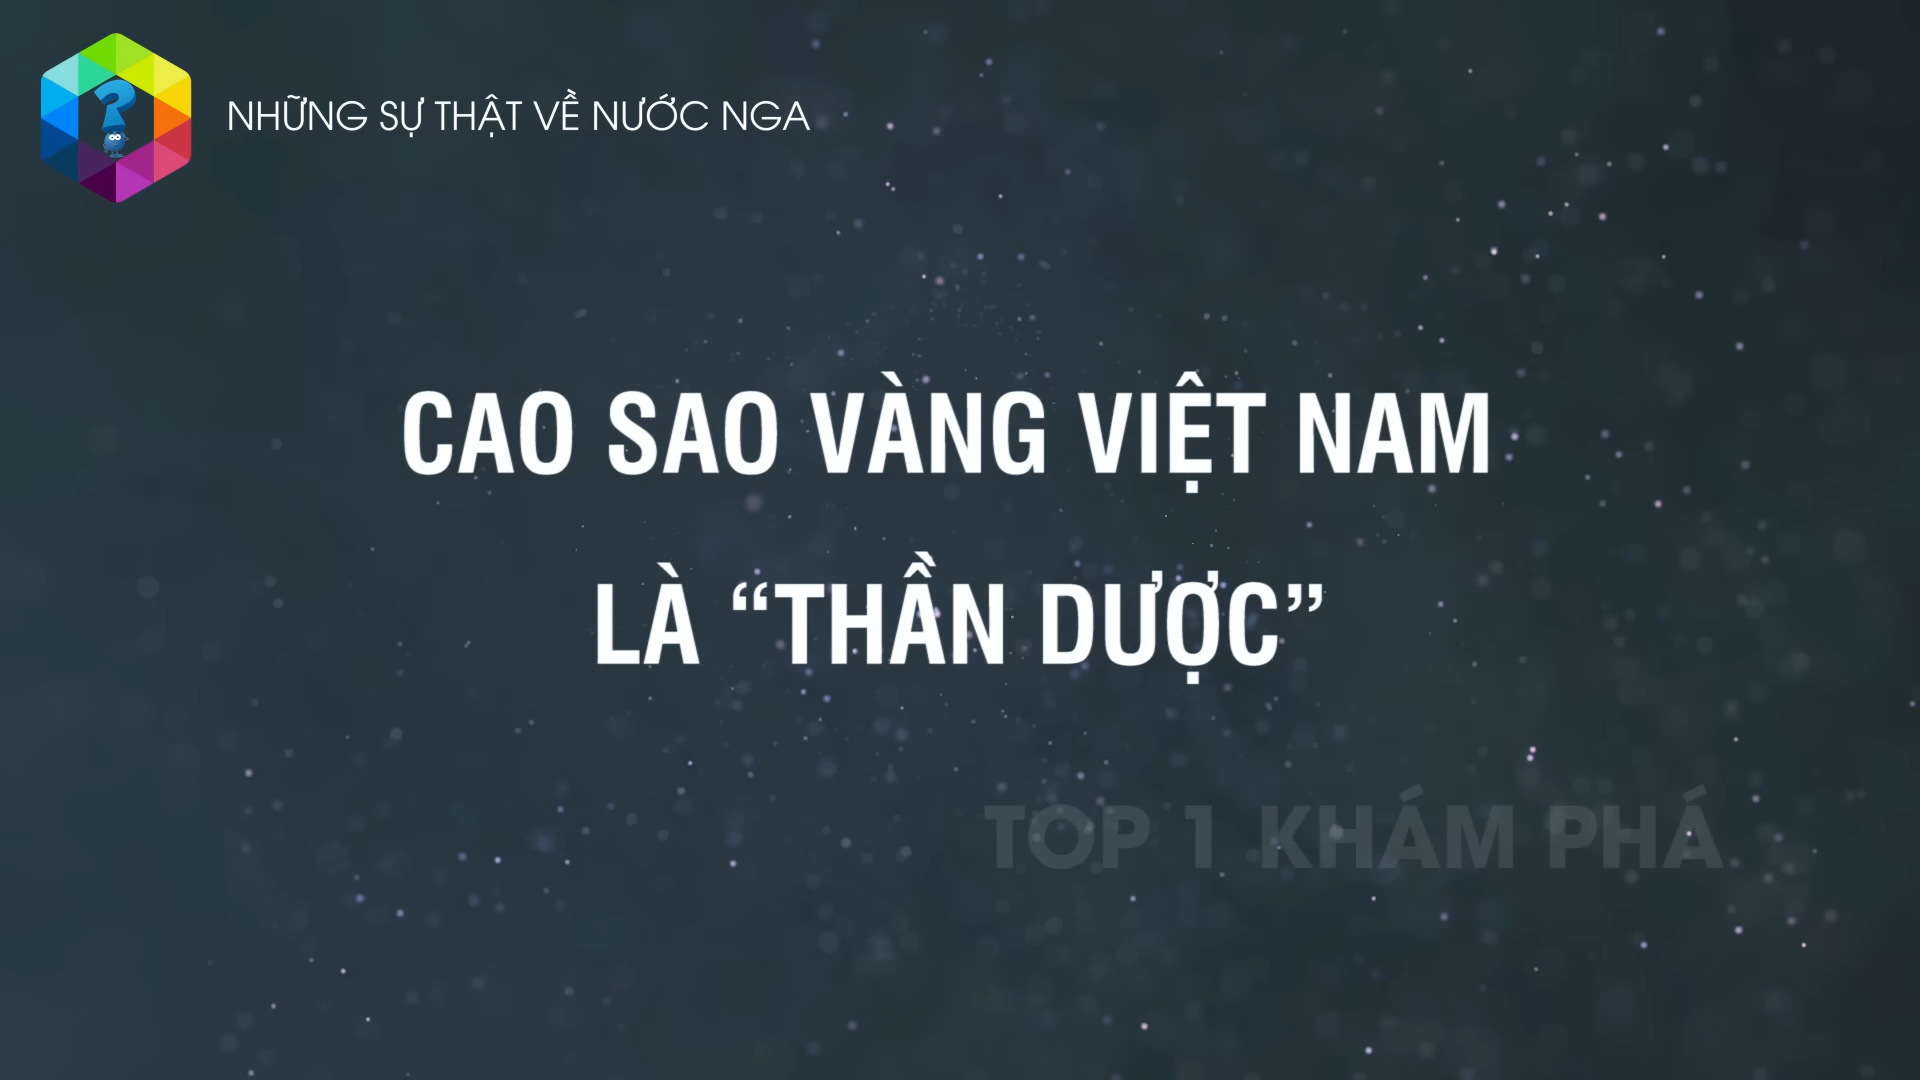 NHỮNG SỰ THẬT VỀ NƯỚC NGA
CAO SAO VÀNG VIỆT NAM
LÀ “THẦN DƯỢC”
TOP 1 KHÁM PHÁ